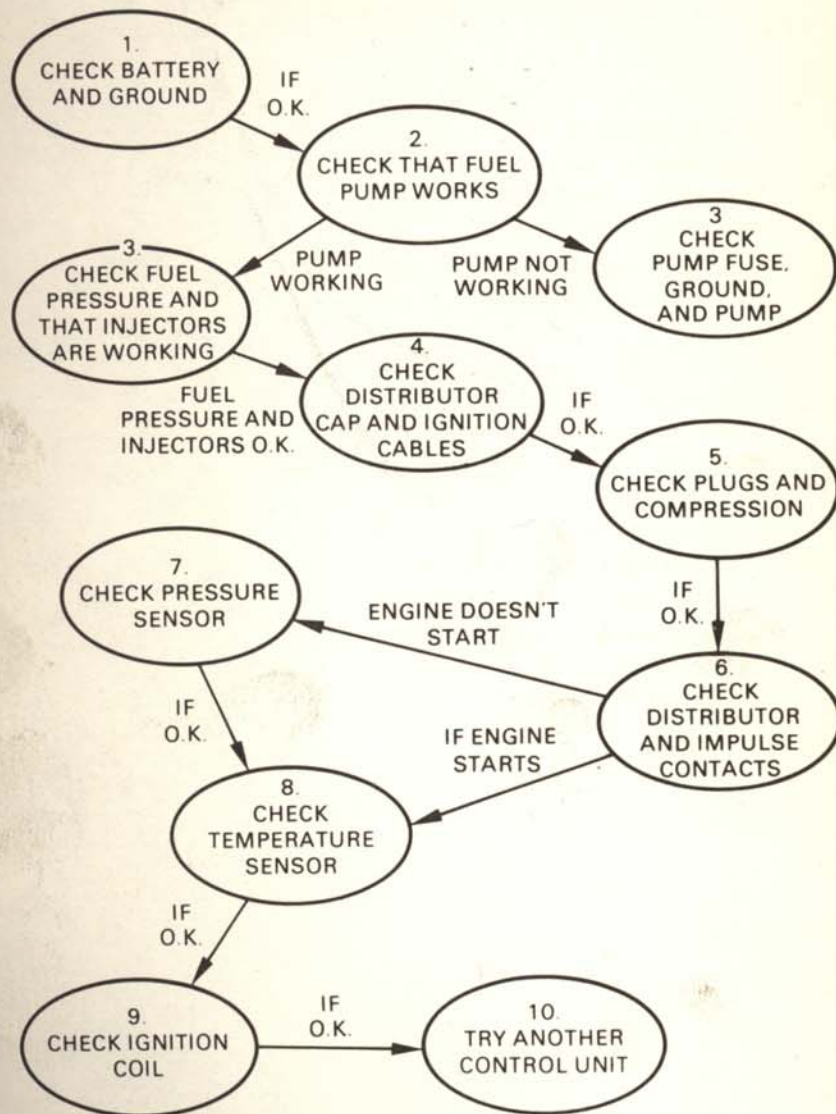 1.
CHECK BATTERY
AND GROUND
IF
O.K.
2.
CHECK THAT FUEL
PUMP WORKS
PUMP
WORKING
PUMP NOT
WORKING
3
CHECK
PUMP FUSE,
GROUND,
AND PUMP
3.
CHECK FUEL
PRESSURE AND
THAT INJECTORS
ARE WORKING
FUEL
PRESSURE AND
INJECTORS O.K.
4.
CHECK
DISTRIBUTOR
CAP AND IGNITION
CABLES
IF
O.K.
5.
CHECK PLUGS AND
COMPRESSION
IF
O.K.
6.
CHECK
DISTRIBUTOR
AND IMPULSE
CONTACTS
ENGINE DOESN'T
START
IF ENGINE
STARTS
7.
CHECK PRESSURE
SENSOR
IF
O.K.
8.
CHECK
TEMPERATURE
SENSOR
IF
O.K.
9.
CHECK IGNITION
COIL
IF
O.K.
10.
TRY ANOTHER
CONTROL UNIT